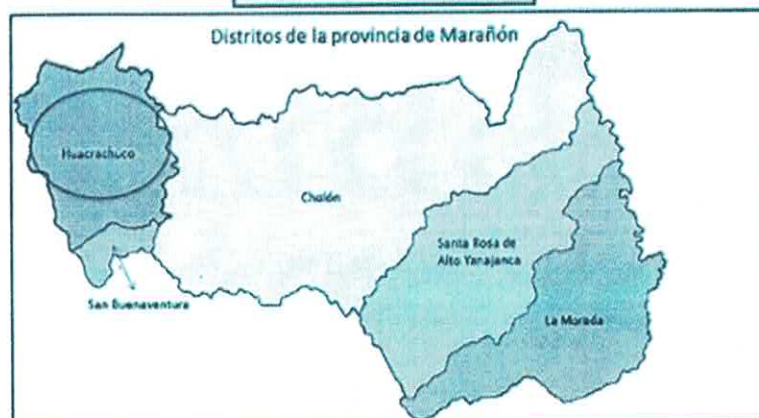 Distritos de la provincia de Marañón
Huacrachuco
Cholón
Santa Rosa de
Alto Yanajanca
San Buenaventura
La Morada